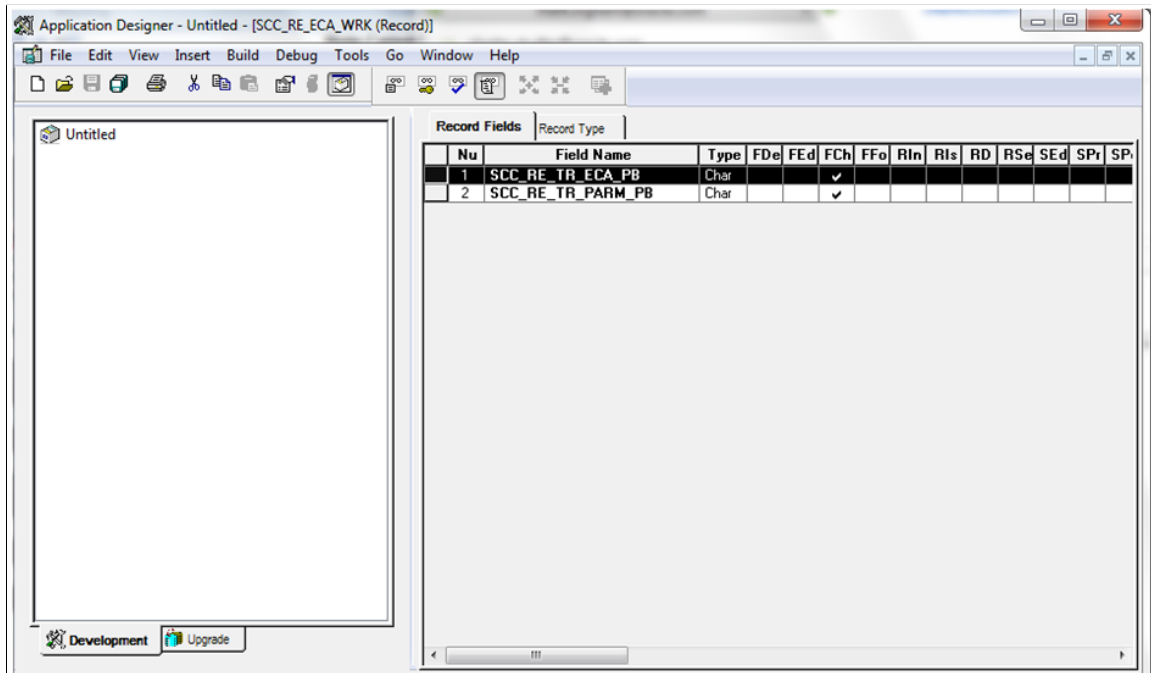 Application Designer - Untitled - [SCC_RE_ECA_WRK (Record)]
File Edit View Insert Build Debug Tools Go Window Help
Untitled
Record Fields Record Type
Nu Field Name Type FDe FEd FCh FFo RIn RIs RD RSe SEd SPr SP
1 SCC_RE_TR_ECA_PB Char
2 SCC_RE_TR_PARM_PB Char
Development Upgrade